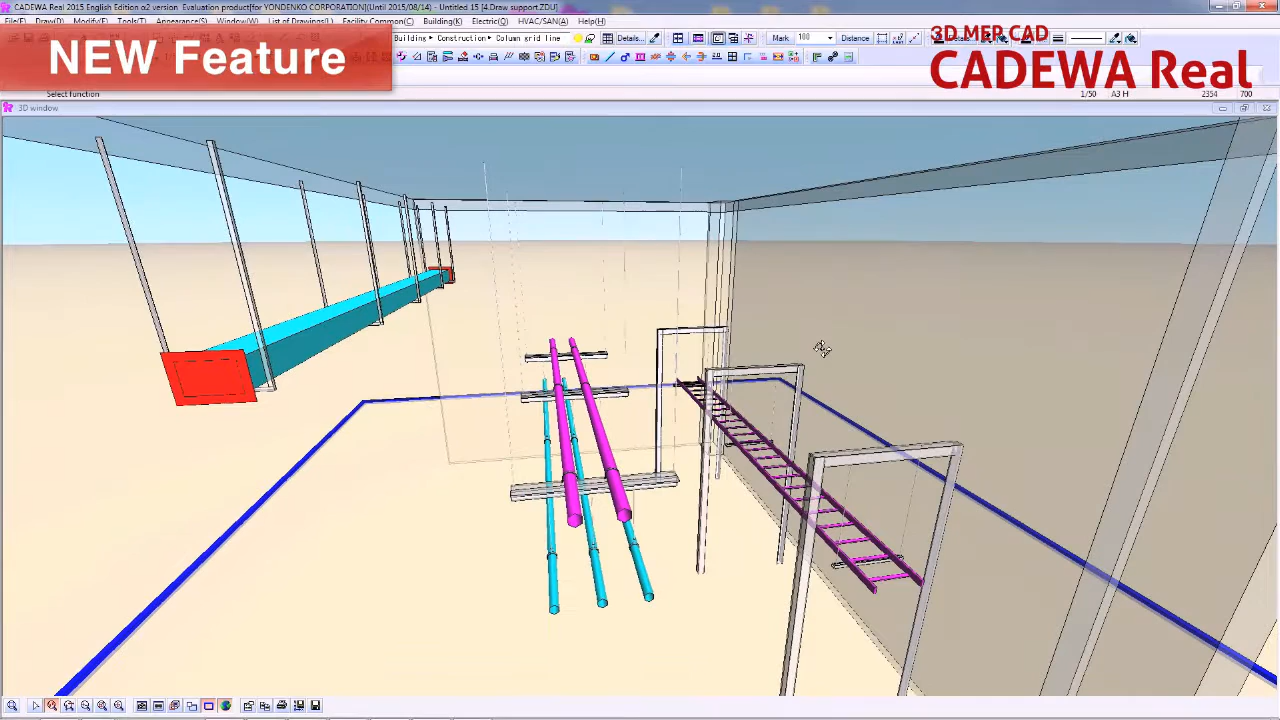 CADEWA Real 2015 English Edition α2 version Evaluation product[for YONDENKO CORPORATION](Until 2015/08/14) - Untitled 15 [4.Draw support.ZDU]
File(F) Draw(D) Modify(M) Edit(E) Tools(T) Appearance(S) Window(W) List of Drawings(L) Facility Common(C) Building(K) Electric(Q) HVC/SAN(A) Help(H)
Building • Construction • Column grid line Details... Mark 100 Distance
NEW Feature
3D MEP CAD
CADEWA Real
Select function 1/50 A3 H 2354 700
3D window